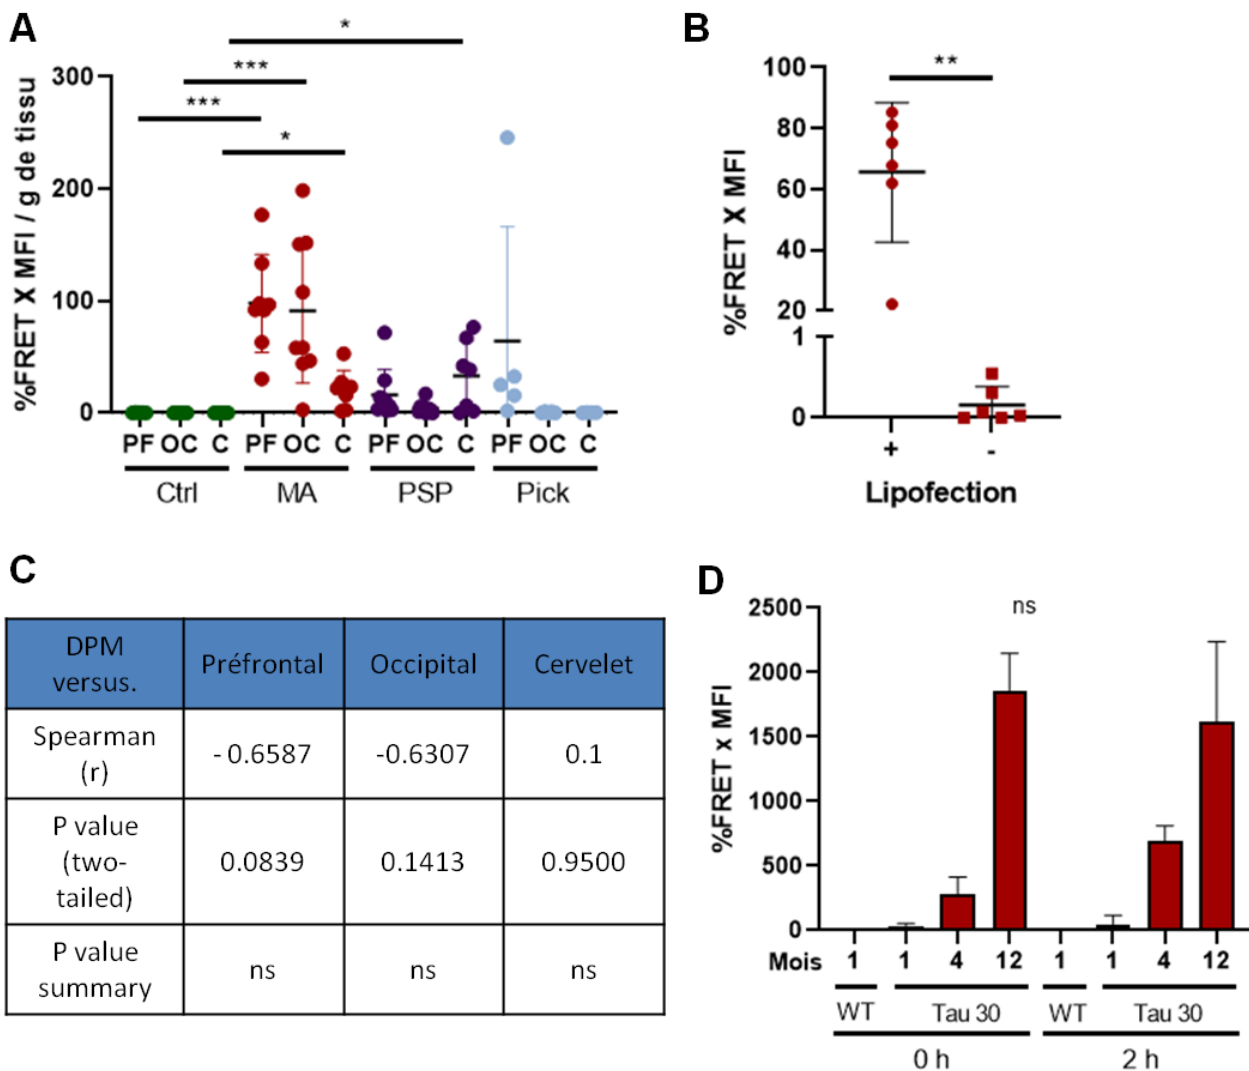 A
%FRET X MFI / g de tissu
300
200
100
0
*
***
***
*
PF OC C PF OC C PF OC C PF OC C
Ctrl MA PSP Pick
B
%FRET X MFI
100
80
60
40
20
1
0
**
+ -
Lipofection
C
DPM versus. Préfrontal Occipital Cervelet
Spearman (r) - 0.6587 -0.6307 0.1
P value (two-tailed) 0.0839 0.1413 0.9500
P value summary ns ns ns
D
%FRET x MFI
2500
2000
1500
1000
500
0
ns
Mois 1 1 4 12 1 1 4 12
WT Tau 30 WT Tau 30
0 h 2 h